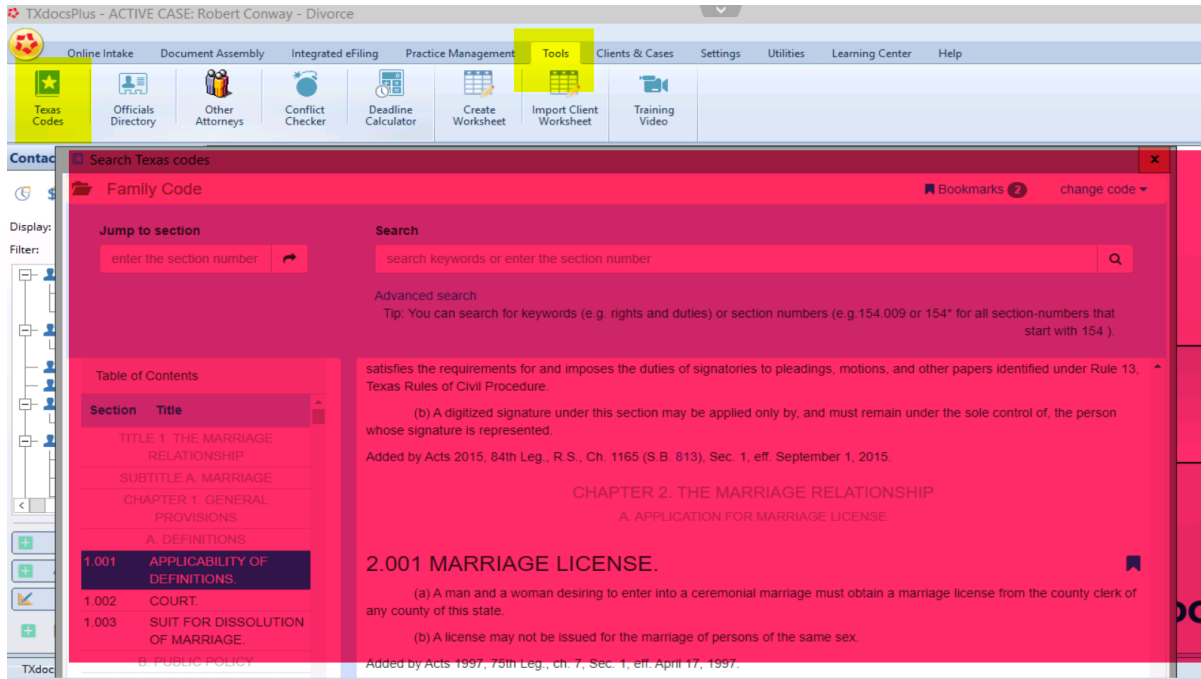 TXdocsPlus - ACTIVE CASE: Robert Conway - Divorce
Online Intake Document Assembly Integrated eFiling Practice Management Tools Clients & Cases Settings Utilities Learning Center Help
Texas Codes
Officials Directory
Other Attorneys
Conflict Checker
Deadline Calculator
Create Worksheet
Import Client Worksheet
Training Video
Contac
Search Texas codes
x
Family Code
Bookmarks 2
change code
Display:
Filter:
Jump to section
enter the section number
Search
search keywords or enter the section number
Advanced search
Tip: You can search for keywords (e.g. rights and duties) or section numbers (e.g.154.009 or 154* for all section-numbers that
start with 154 ).
Table of Contents
Section Title
TITLE 1. THE MARRIAGE
RELATIONSHIP
SUBTITLE A. MARRIAGE
CHAPTER 1. GENERAL
PROVISIONS
A. DEFINITIONS
1.001 APPLICABILITY OF
DEFINITIONS.
1.002 COURT.
1.003 SUIT FOR DISSOLUTION
OF MARRIAGE.
B. PUBLIC POLICY
satisfies the requirements for and imposes the duties of signatories to pleadings, motions, and other papers identified under Rule 13,
Texas Rules of Civil Procedure.
(b) A digitized signature under this section may be applied only by, and must remain under the sole control of, the person
whose signature is represented.
Added by Acts 2015, 84th Leg., R.S., Ch. 1165 (S.B. 813), Sec. 1, eff. September 1, 2015.
CHAPTER 2. THE MARRIAGE RELATIONSHIP
A. APPLICATION FOR MARRIAGE LICENSE
2.001 MARRIAGE LICENSE.
(a) A man and a woman desiring to enter into a ceremonial marriage must obtain a marriage license from the county clerk of
any county of this state.
(b) A license may not be issued for the marriage of persons of the same sex.
Added by Acts 1997, 75th Leg., ch. 7, Sec. 1, eff. April 17, 1997.
TXdoc